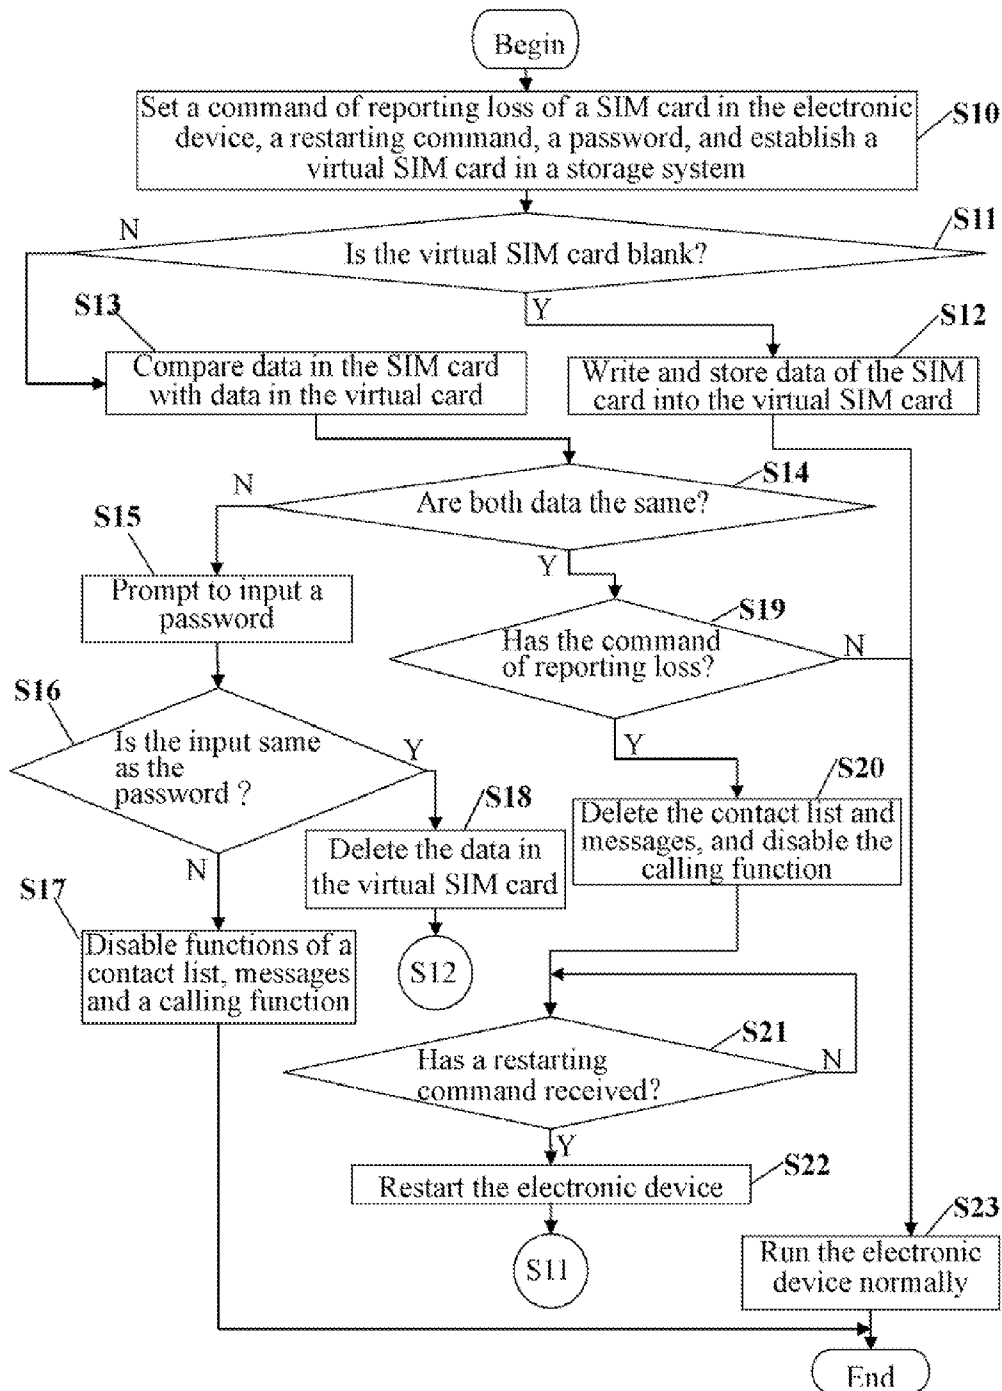 Begin
Set a command of reporting loss of a SIM card in the electronic
device, a restarting command, a password, and establish a
virtual SIM card in a storage system
S10
N
Is the virtual SIM card blank?
S11
S13
Y
S12
Compare data in the SIM card
with data in the virtual card
Write and store data of the SIM
card into the virtual SIM card
N
Are both data the same?
S14
S15
Y
Prompt to input a
password
S19
Has the command
of reporting loss?
N
S16
Is the input same
as the
password ?
Y
Y
S18
S20
Delete the data in
the virtual SIM card
Delete the contact list and
messages, and disable the
calling function
N
S17
Disable functions of a
contact list, messages
and a calling function
S12
S21
Has a restarting
command received?
N
Y
S22
Restart the electronic device
S23
S11
Run the electronic
device normally
End